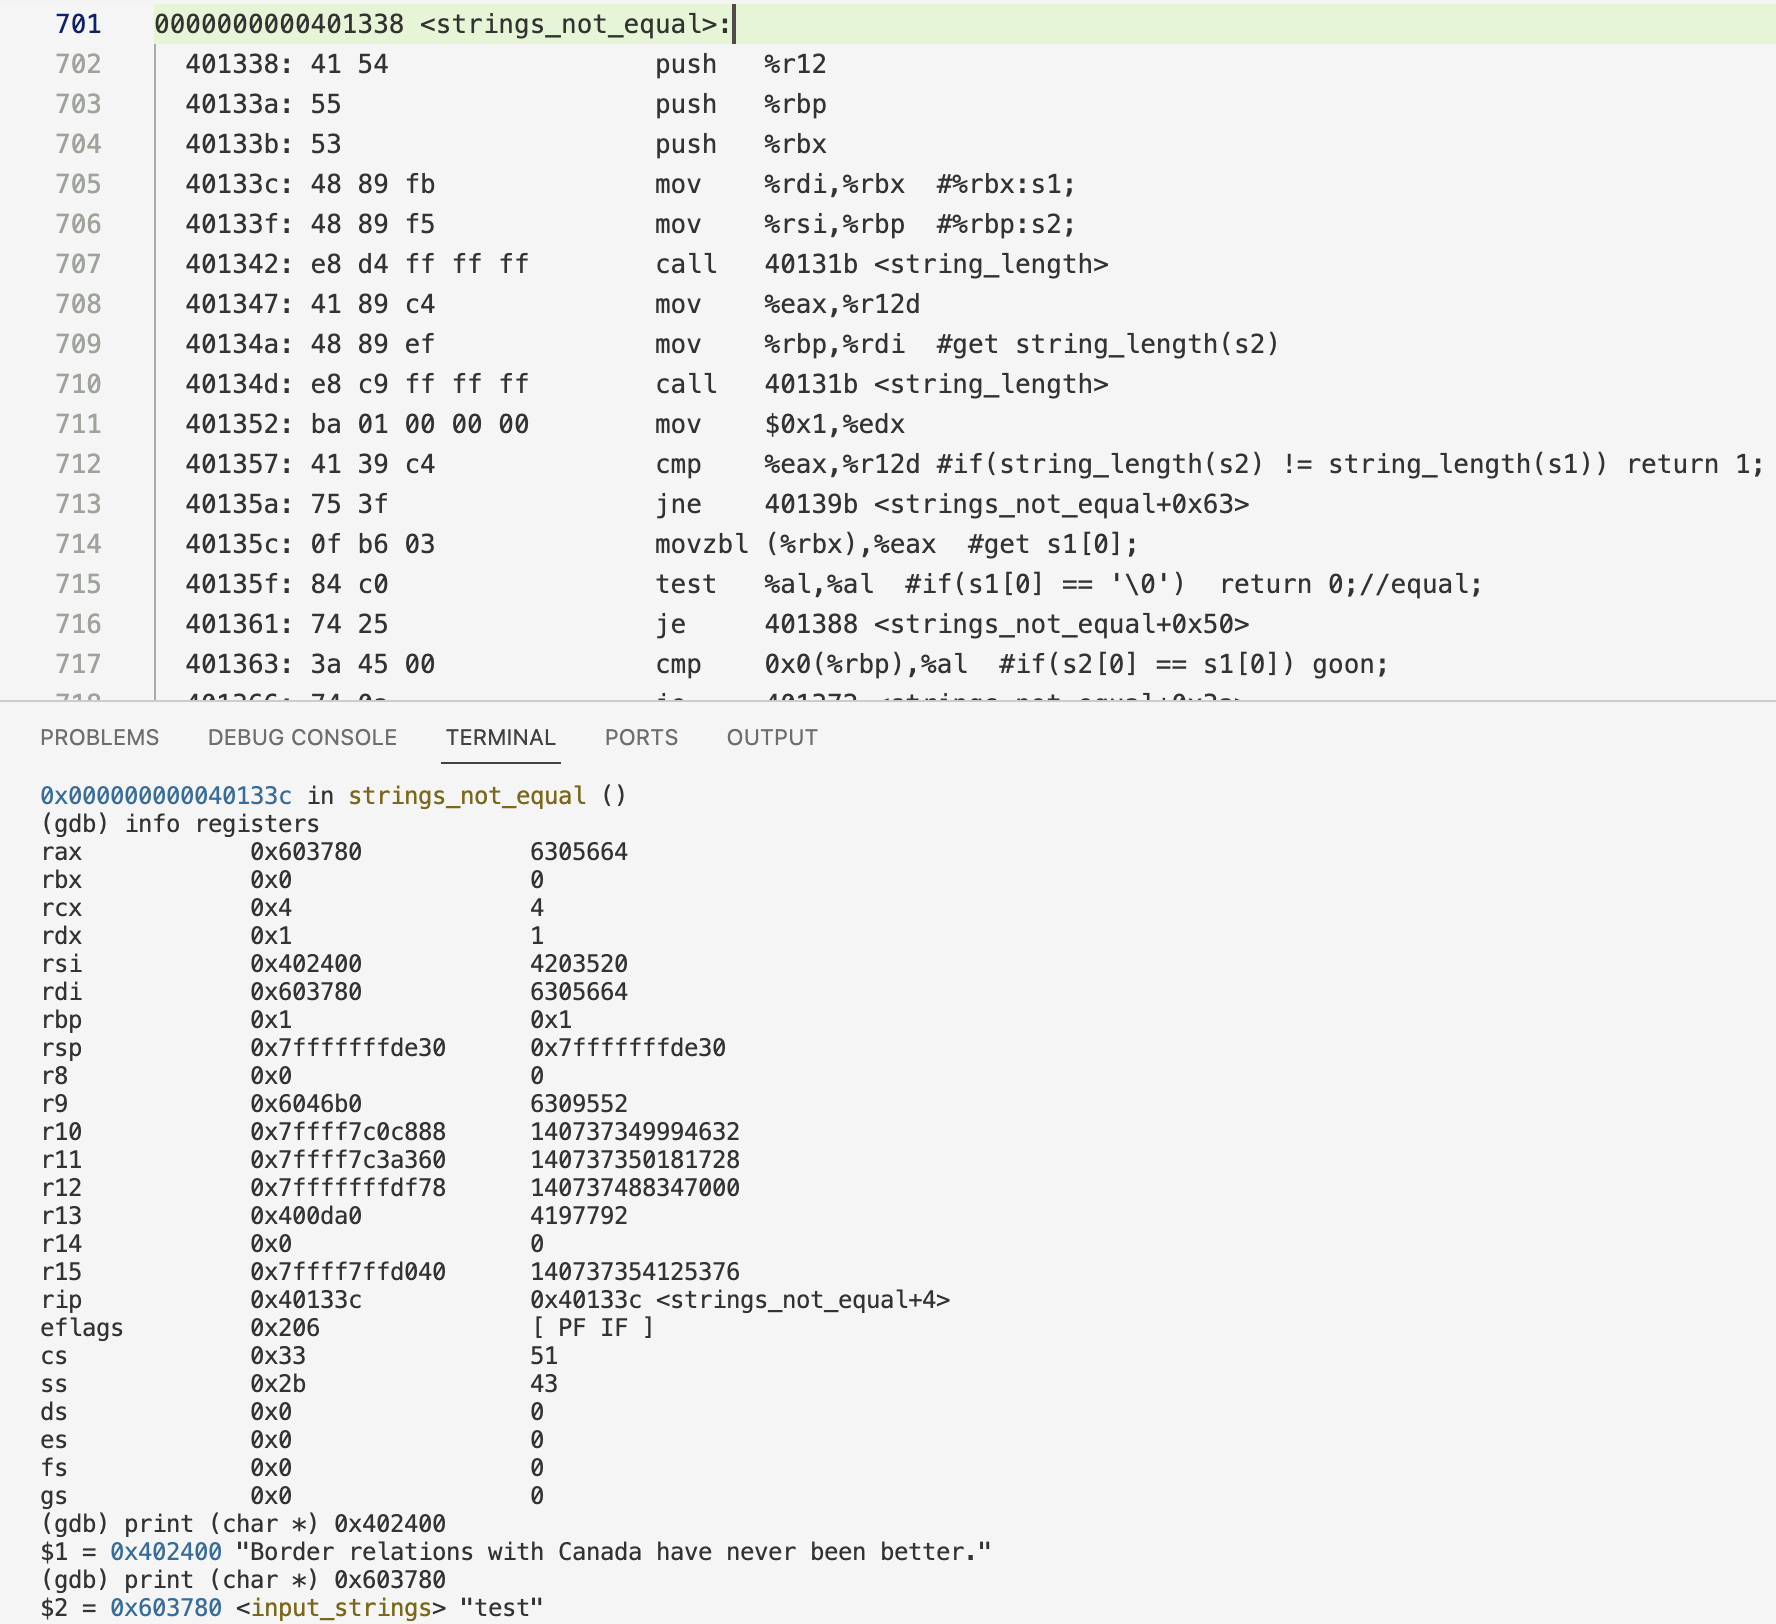 701 0000000000401338 <strings_not_equal>:
702 401338: 41 54 push %r12
703 40133a: 55 push %rbp
704 40133b: 53 push %rbx
705 40133c: 48 89 fb mov %rdi,%rbx #%rbx:s1;
706 40133f: 48 89 f5 mov %rsi,%rbp #%rbp:s2;
707 401342: e8 d4 ff ff ff call 40131b <string_length>
708 401347: 41 89 c4 mov %eax,%r12d
709 40134a: 48 89 ef mov %rbp,%rdi #get string_length(s2)
710 40134d: e8 c9 ff ff ff call 40131b <string_length>
711 401352: ba 01 00 00 00 mov $0x1,%edx
712 401357: 41 39 c4 cmp %eax,%r12d #if(string_length(s2) != string_length(s1)) return 1;
713 40135a: 75 3f jne 40139b <strings_not_equal+0x63>
714 40135c: 0f b6 03 movzbl (%rbx),%eax #get s1[0];
715 40135f: 84 c0 test %al,%al #if(s1[0] == '\0') return 0;//equal;
716 401361: 74 25 je 401388 <strings_not_equal+0x50>
717 401363: 3a 45 00 cmp 0x0(%rbp),%al #if(s2[0] == s1[0]) goon;
PROBLEMS DEBUG CONSOLE TERMINAL PORTS OUTPUT
0x000000000040133c in strings_not_equal ()
(gdb) info registers
rax 0x603780 6305664
rbx 0x0 0
rcx 0x4 4
rdx 0x1 1
rsi 0x402400 4203520
rdi 0x603780 6305664
rbp 0x1 0x1
rsp 0x7fffffffde30 0x7fffffffde30
r8 0x0 0
r9 0x6046b0 6309552
r10 0x7ffff7c0c888 140737349994632
r11 0x7ffff7c3a360 140737350181728
r12 0x7fffffffdf78 140737488347000
r13 0x400da0 4197792
r14 0x0 0
r15 0x7ffff7ffd040 140737354125376
rip 0x40133c 0x40133c <strings_not_equal+4>
eflags 0x206 [ PF IF ]
cs 0x33 51
ss 0x2b 43
ds 0x0 0
es 0x0 0
fs 0x0 0
gs 0x0 0
(gdb) print (char *) 0x402400
$1 = 0x402400 "Border relations with Canada have never been better."
(gdb) print (char *) 0x603780
$2 = 0x603780 <input_strings> "test"